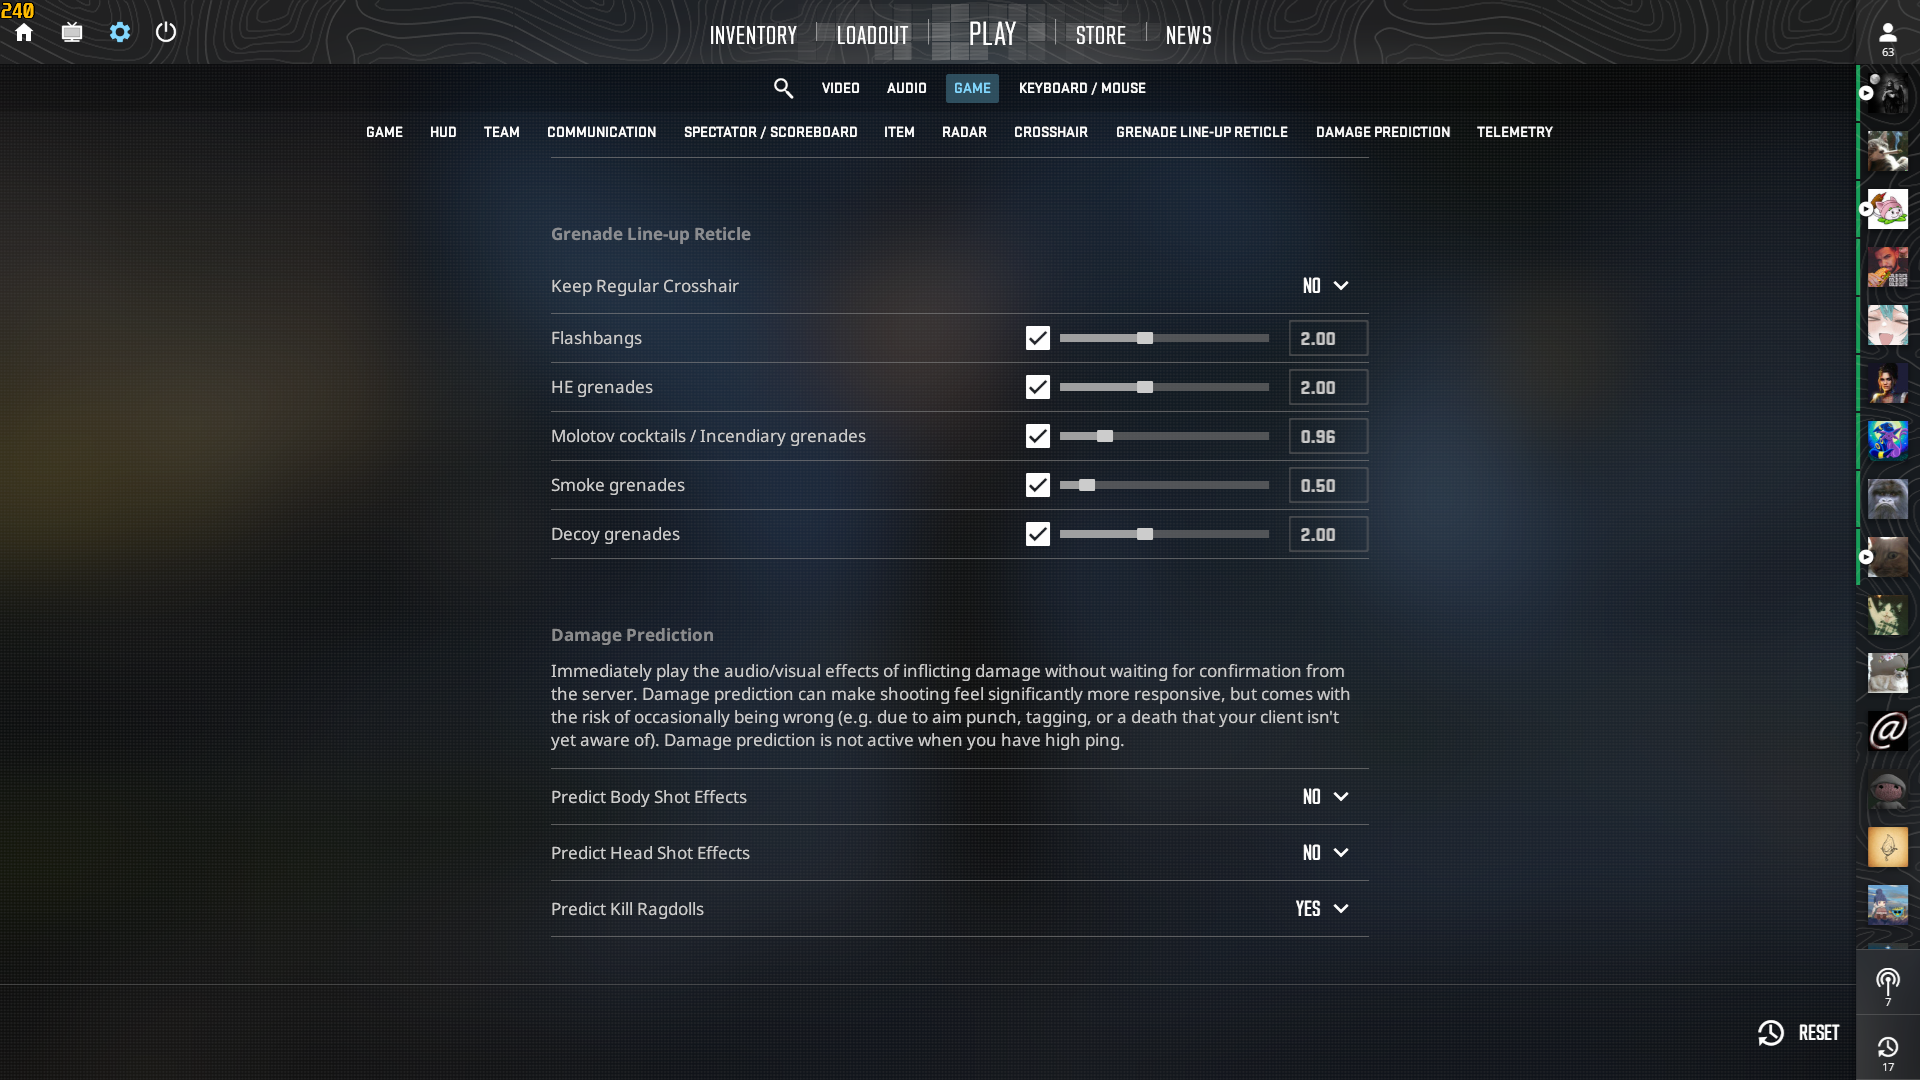 240
INVENTORY
LOADOUT
PLAY
STORE
NEWS
63
VIDEO
AUDIO
GAME
KEYBOARD / MOUSE
GAME
HUD
TEAM
COMMUNICATION
SPECTATOR / SCOREBOARD
ITEM
RADAR
CROSSHAIR
GRENADE LINE-UP RETICLE
DAMAGE PREDICTION
TELEMETRY
Grenade Line-up Reticle
Keep Regular Crosshair
NO
Flashbangs
2.00
HE grenades
2.00
Molotov cocktails / Incendiary grenades
0.96
Smoke grenades
0.50
Decoy grenades
2.00
Damage Prediction
Immediately play the audio/visual effects of inflicting damage without waiting for confirmation from
the server. Damage prediction can make shooting feel significantly more responsive, but comes with
the risk of occasionally being wrong (e.g. due to aim punch, tagging, or a death that your client isn't
yet aware of). Damage prediction is not active when you have high ping.
Predict Body Shot Effects
NO
Predict Head Shot Effects
NO
Predict Kill Ragdolls
YES
@
7
RESET
17